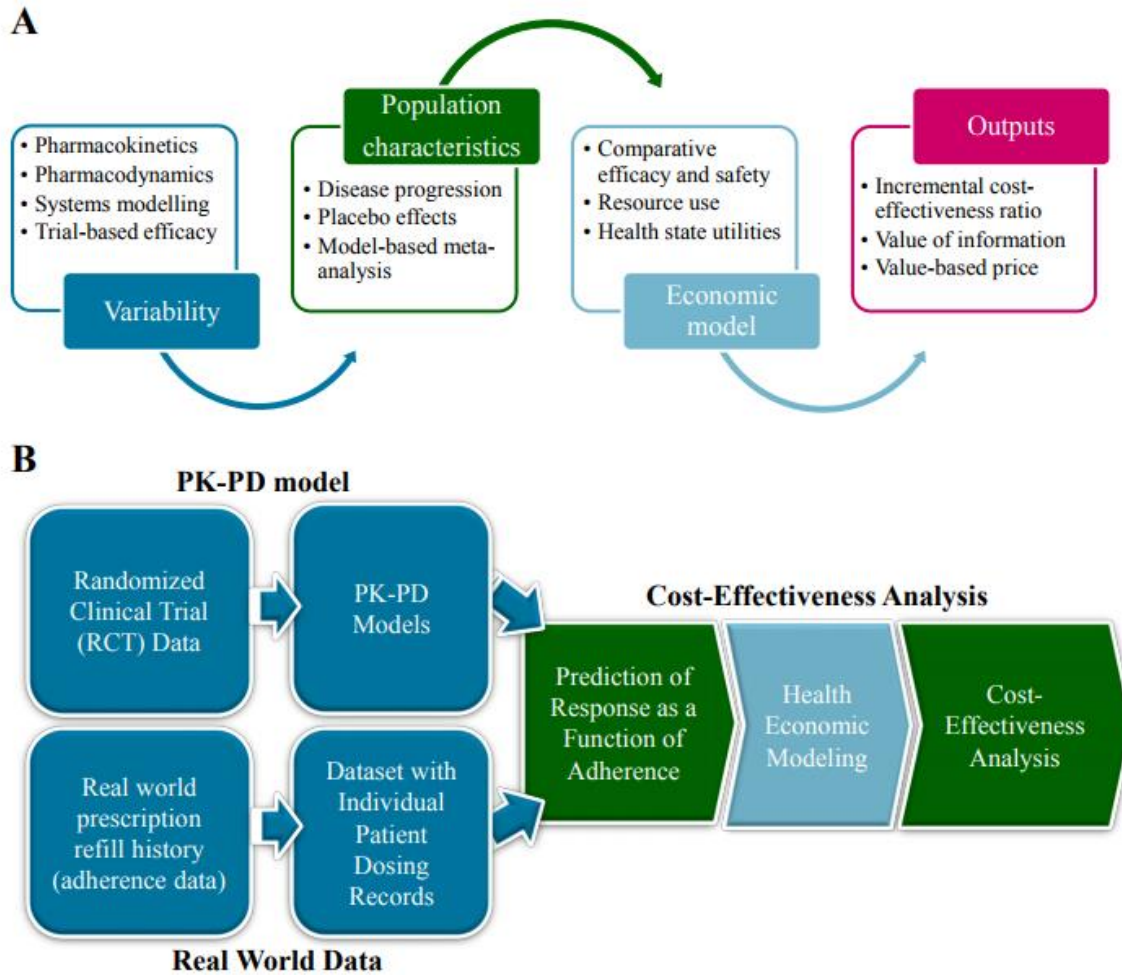 A
• Pharmacokinetics
• Pharmacodynamics
• Systems modelling
• Trial-based efficacy
Variability
Population
characteristics
• Disease progression
• Placebo effects
• Model-based meta-
analysis
• Comparative
efficacy and safety
• Resource use
• Health state utilities
Economic
model
Outputs
• Incremental cost-
effectiveness ratio
• Value of information
• Value-based price
B
PK-PD model
Randomized
Clinical Trial
(RCT) Data
PK-PD
Models
Real world
prescription
refill history
(adherence data)
Dataset with
Individual
Patient
Dosing
Records
Real World Data
Cost-Effectiveness Analysis
Prediction of
Response as a
Function of
Adherence
Health
Economic
Modeling
Cost-
Effectiveness
Analysis